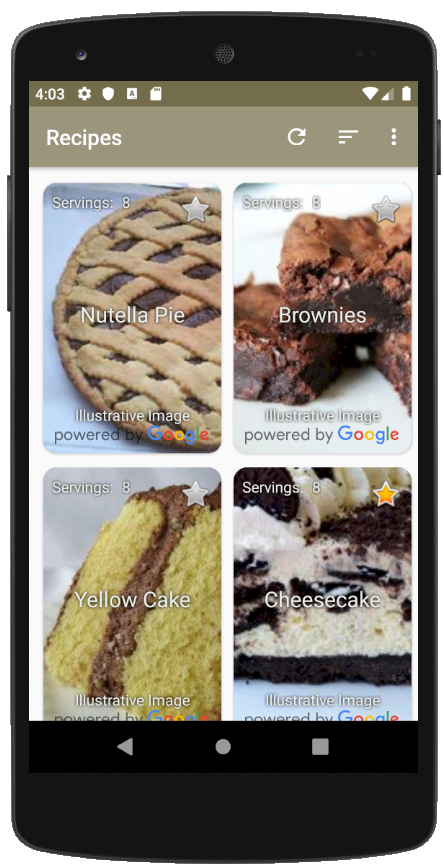 4:03
Recipes
Servings: 8
Servings: 8
Nutella Pie
Brownies
Illustrative Image
powered by Google
Illustrative Image
powered by Google
Servings: 8
Servings: 8
Yellow Cake
Cheesecake
Illustrative Image
powered by Google
Illustrative Image
powered by Google